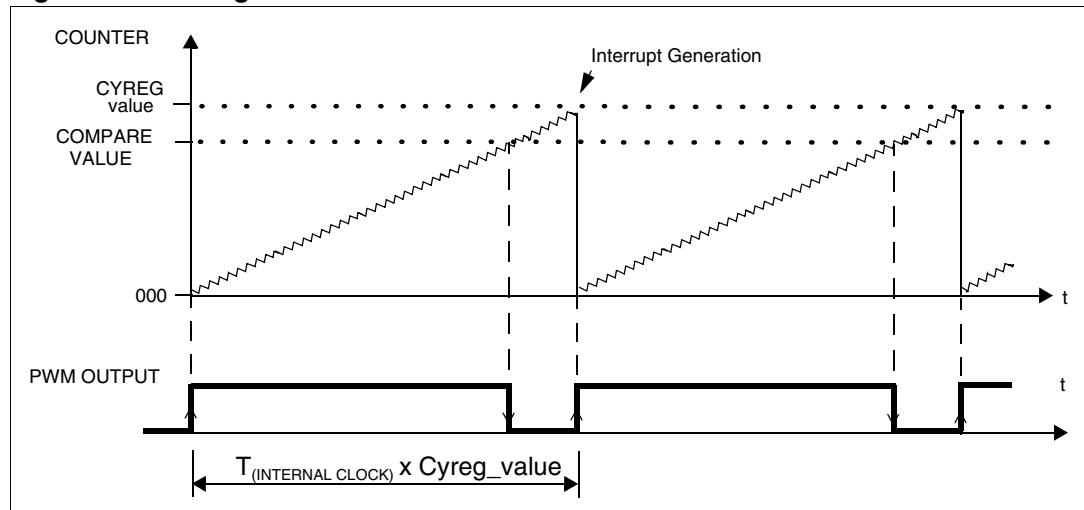 COUNTER
Interrupt Generation
CYREG
value
COMPARE
VALUE
000
t
PWM OUTPUT
t
T(INTERNAL CLOCK) x Cyreg_value